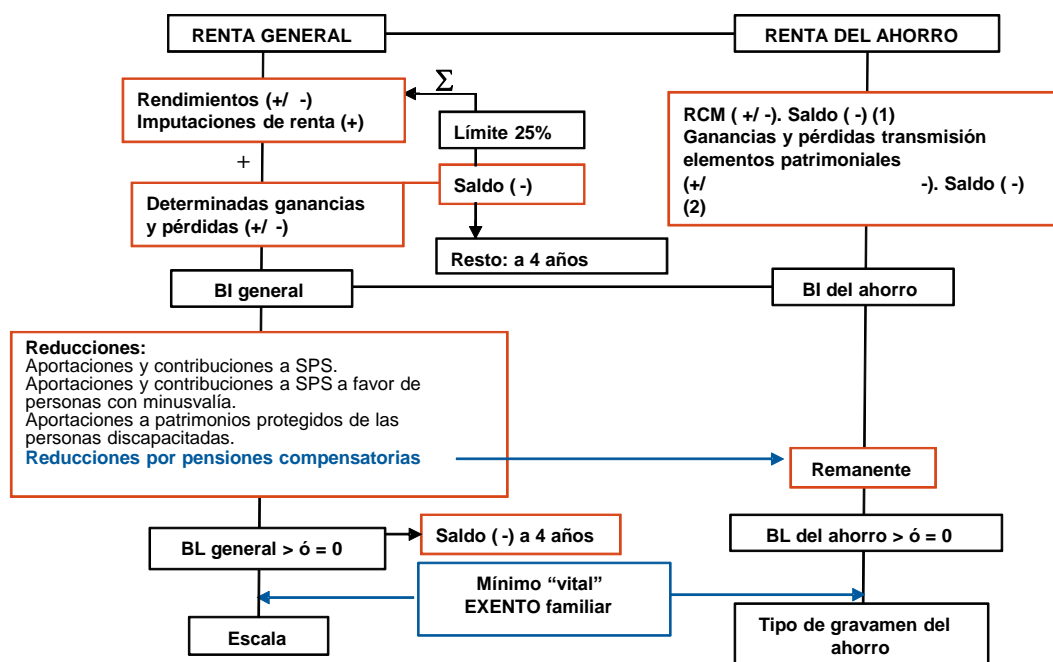 RENTA GENERAL
RENTA DEL AHORRO
Σ
Rendimientos (+/ -)
Imputaciones de renta (+)
Límite 25%
RCM ( +/ -). Saldo ( -) (1)
Ganancias y pérdidas transmisión
elementos patrimoniales
(+/ -). Saldo ( -)
(2)
+
Saldo ( -)
Determinadas ganancias
y pérdidas (+/ -)
Resto: a 4 años
BI general
BI del ahorro
Reducciones:
Aportaciones y contribuciones a SPS.
Aportaciones y contribuciones a SPS a favor de
personas con minusvalía.
Aportaciones a patrimonios protegidos de las
personas discapacitadas.
Reducciones por pensiones compensatorias
Remanente
BL general > ó = 0
Saldo ( -) a 4 años
BL del ahorro > ó = 0
Mínimo “vital”
EXENTO familiar
Escala
Tipo de gravamen del
ahorro